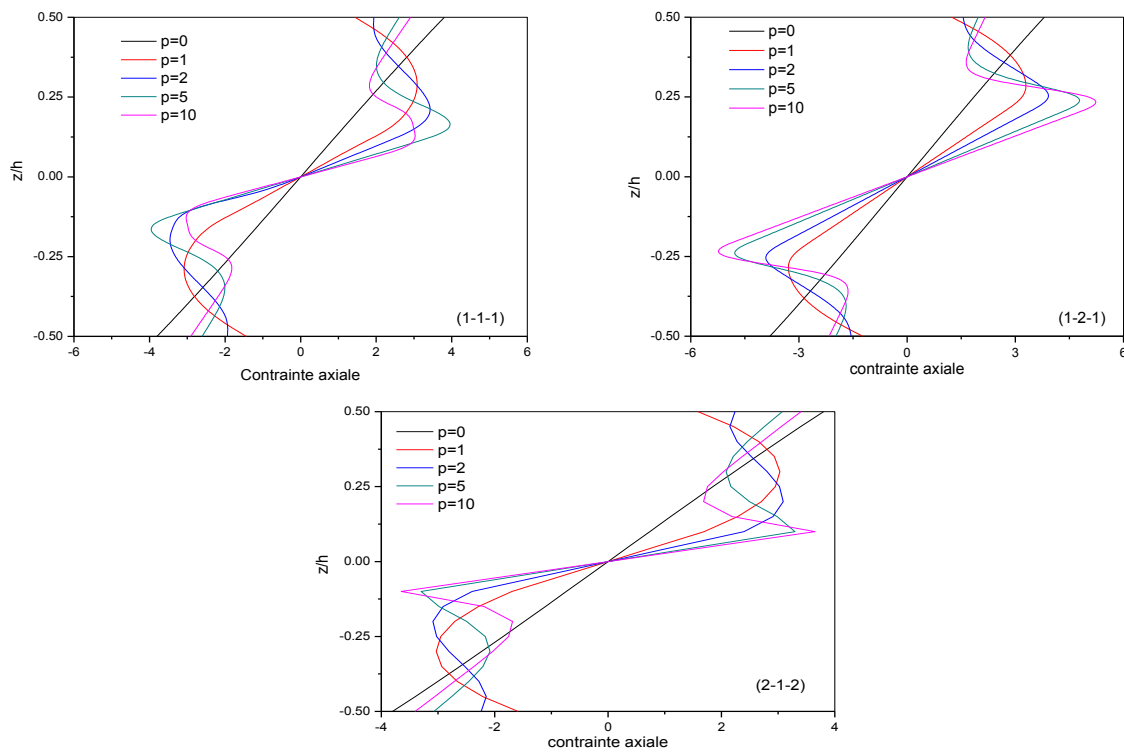 0.50
0.25
0.00
-0.25
-0.50
z/h
p=0
p=1
p=2
p=5
p=10
(1-1-1)
-6
-4
-2
0
2
4
6
Contrainte axiale
0.50
0.25
0.00
-0.25
-0.50
z/h
p=0
p=1
p=2
p=5
p=10
(1-2-1)
-6
-3
0
3
6
contrainte axiale
0.50
0.25
0.00
-0.25
-0.50
z/h
p=0
p=1
p=2
p=5
p=10
(2-1-2)
-4
-2
0
2
4
contrainte axiale